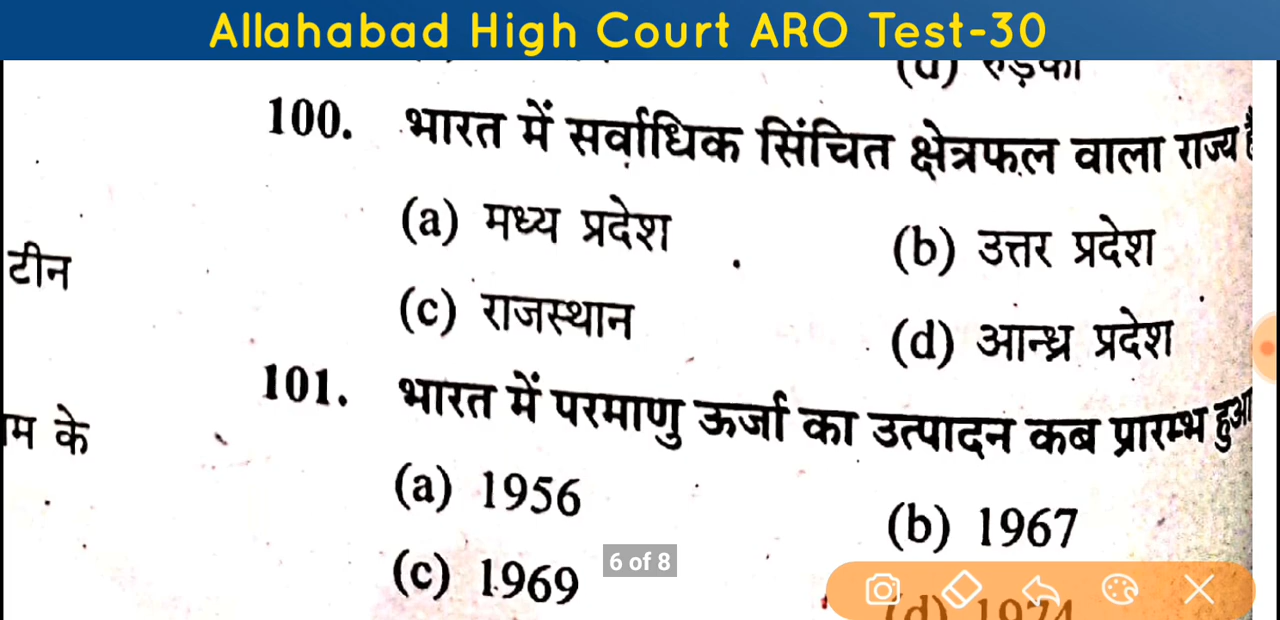 Allahabad High Court ARO Test-30
(d) रुड़की
100. भारत में सर्वाधिक सिंचित क्षेत्रफल वाला राज्य है
(a) मध्य प्रदेश
(b) उत्तर प्रदेश
टीन
(c) राजस्थान
(d) आन्ध्र प्रदेश
101. भारत में परमाणु ऊर्जा का उत्पादन कब प्रारम्भ हुआ
म के
(a) 1956
(b) 1967
(c) 1969
6 of 8
(d) 1974